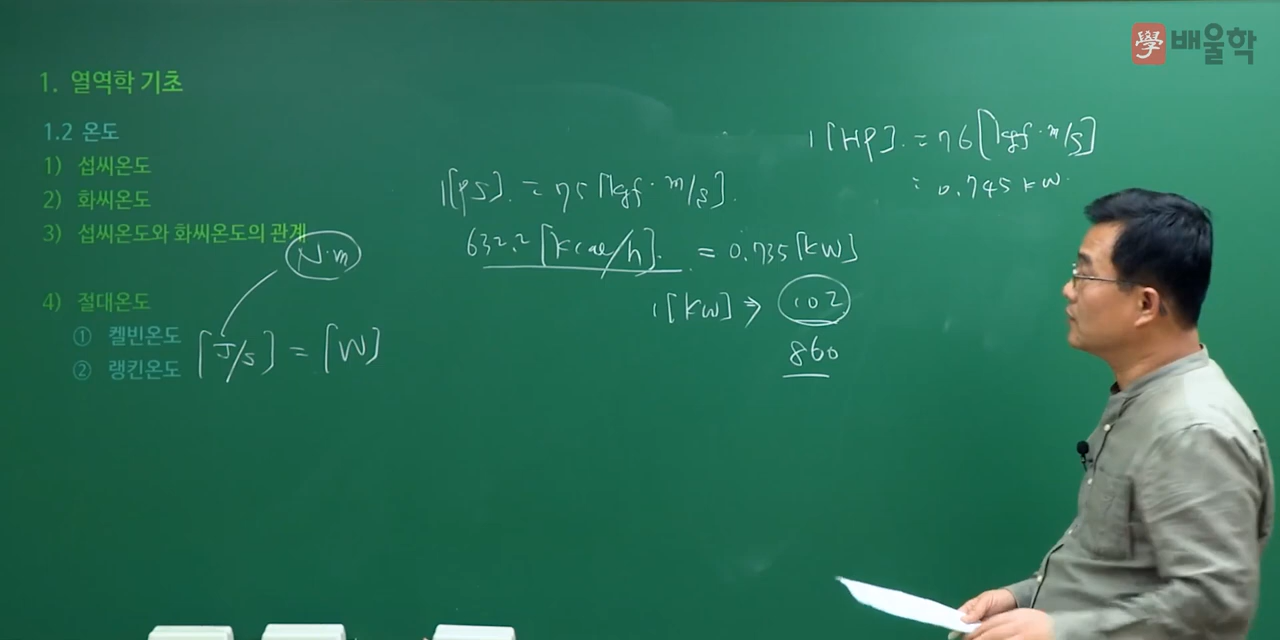 學 배울학
1. 열역학 기초
1.2 온도
1) 섭씨온도
2) 화씨온도
3) 섭씨온도와 화씨온도의 관계
4) 절대온도
① 켈빈온도
② 랭킨온도
N·m
[J/s] = [W]
1[PS] = 75[kgf·m/s].
632.2[kcal/h]. = 0.735[kW]
1[kW] ⇒ 102
860
1[HP]. = 76[kgf·m/s]
= 0.745 kW.